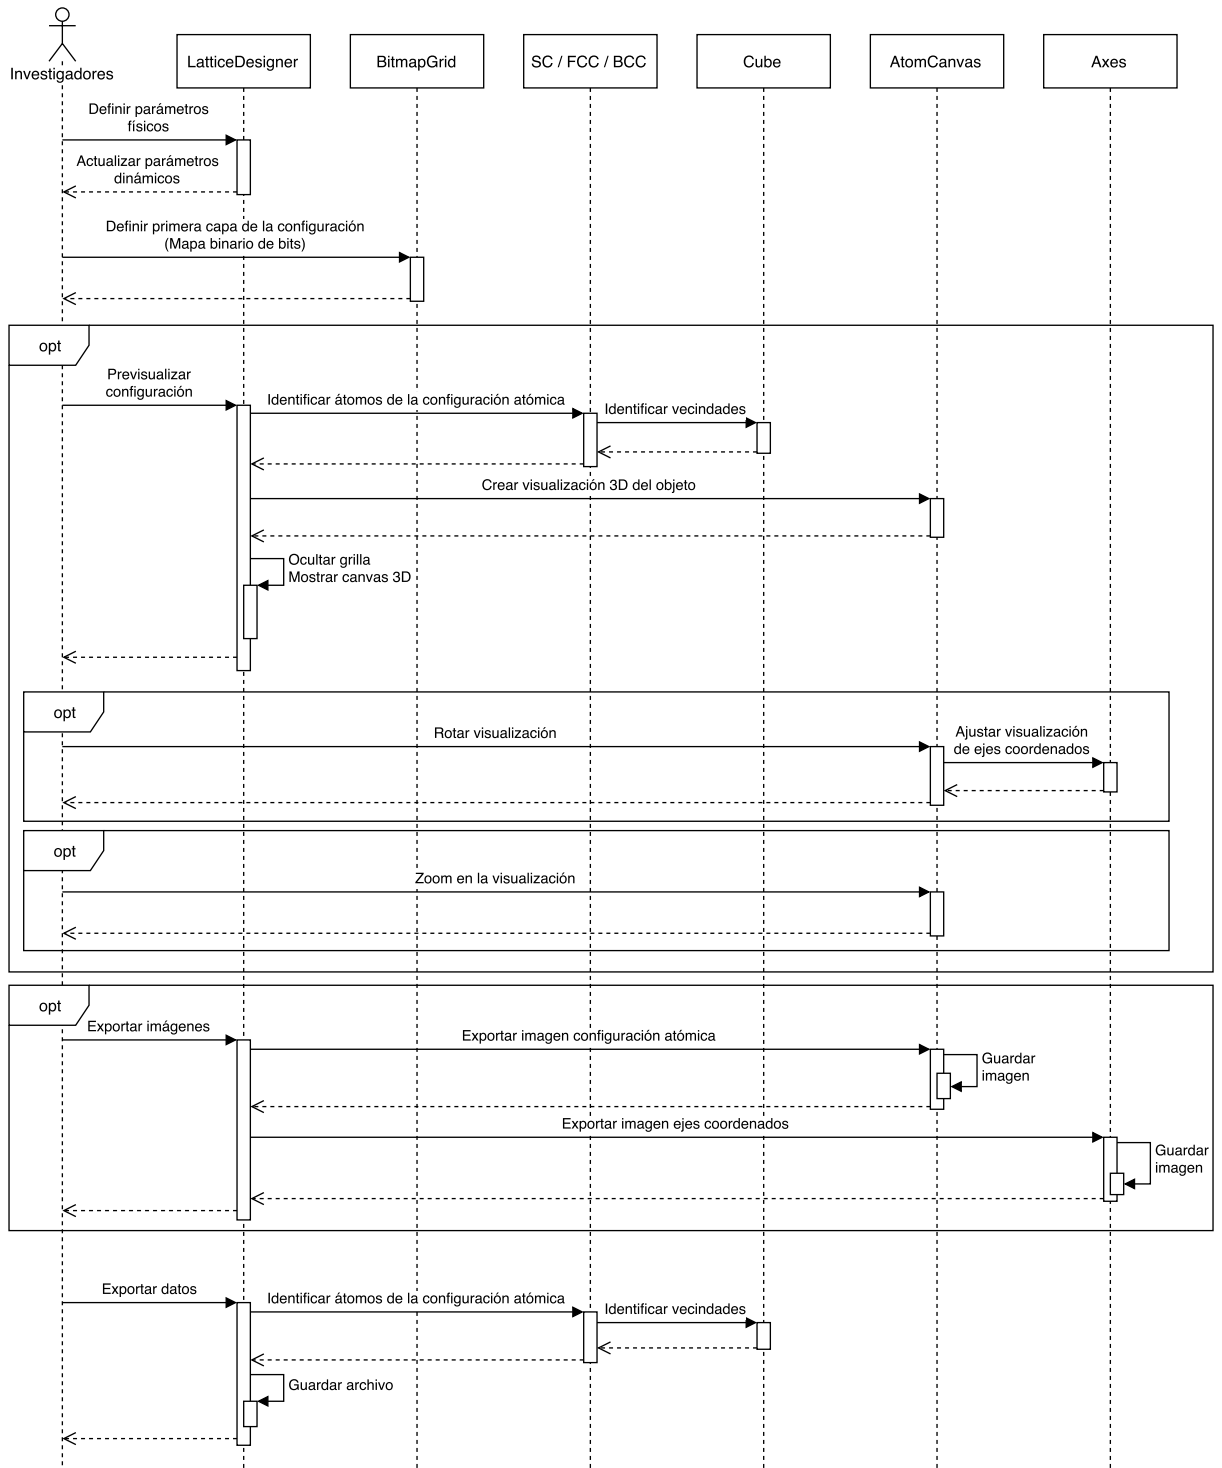 Investigadores
LatticeDesigner
BitmapGrid
SC / FCC / BCC
Cube
AtomCanvas
Axes
Definir parámetros
físicos
Actualizar parámetros
dinámicos
Definir primera capa de la configuración
(Mapa binario de bits)
opt
Previsualizar
configuración
Identificar átomos de la configuración atómica
Identificar vecindades
Crear visualización 3D del objeto
Ocultar grilla
Mostrar canvas 3D
opt
Rotar visualización
Ajustar visualización
de ejes coordenados
opt
Zoom en la visualización
opt
Exportar imágenes
Exportar imagen configuración atómica
Guardar
imagen
Exportar imagen ejes coordenados
Guardar
imagen
Exportar datos
Identificar átomos de la configuración atómica
Identificar vecindades
Guardar archivo